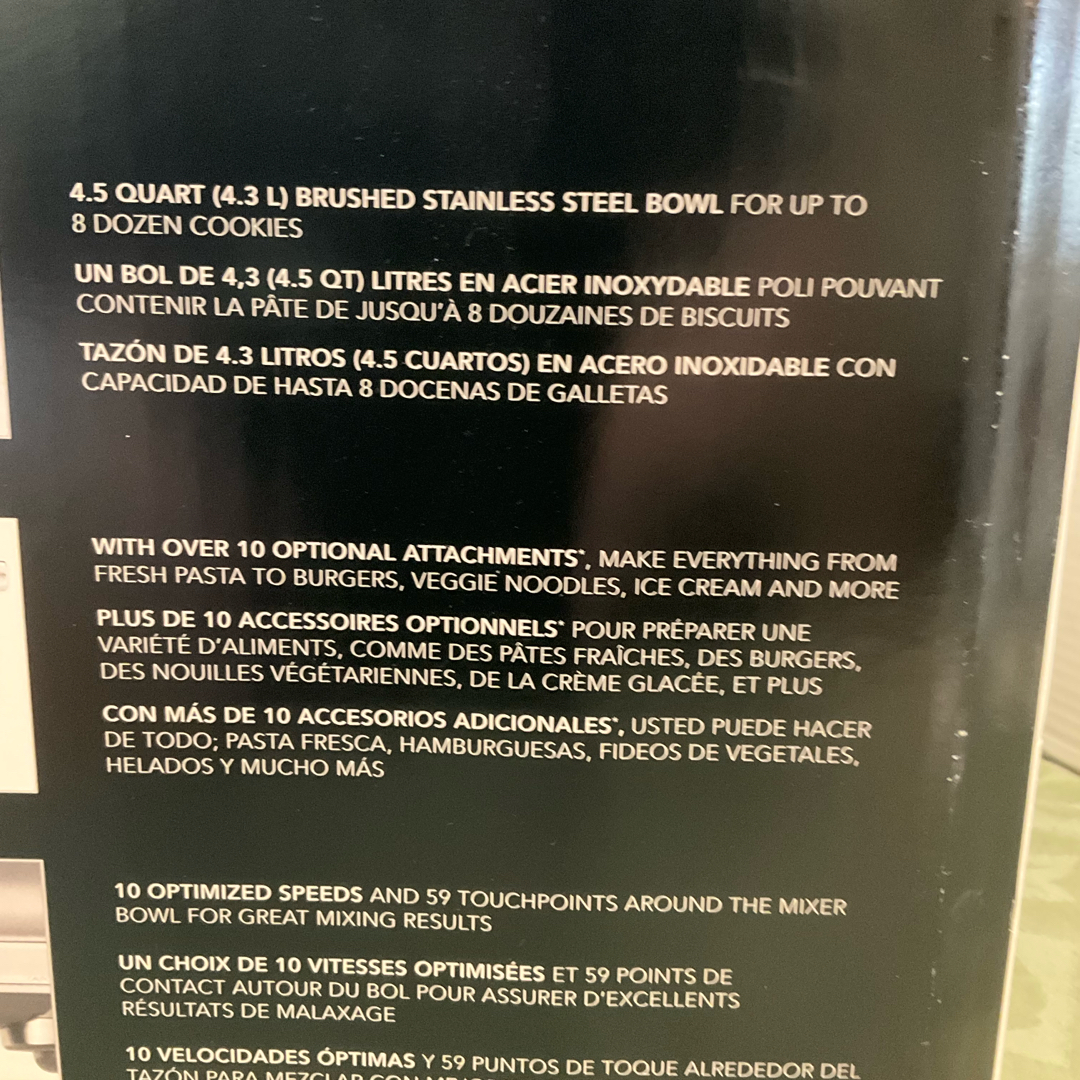 4.5 QUART (4.3 L) BRUSHED STAINLESS STEEL BOWL FOR UP TO
8 DOZEN COOKIES
UN BOL DE 4,3 (4.5 QT) LITRES EN ACIER INOXYDABLE POLI POUVANT
CONTENIR LA PÂTE DE JUSQU'À 8 DOUZAINES DE BISCUITS
TAZÓN DE 4.3 LITROS (4.5 CUARTOS) EN ACERO INOXIDABLE CON
CAPACIDAD DE HASTA 8 DOCENAS DE GALLETAS
WITH OVER 10 OPTIONAL ATTACHMENTS*, MAKE EVERYTHING FROM
FRESH PASTA TO BURGERS, VEGGIE NOODLES, ICE CREAM AND MORE
PLUS DE 10 ACCESSOIRES OPTIONNELS* POUR PRÉPARER UNE
VARIÉTÉ D'ALIMENTS, COMME DES PÂTES FRAÎCHES, DES BURGERS,
DES NOUILLES VÉGÉTARIENNES, DE LA CRÈME GLACÉE, ET PLUS
CON MÁS DE 10 ACCESORIOS ADICIONALES*, USTED PUEDE HACER
DE TODO; PASTA FRESCA, HAMBURGUESAS, FIDEOS DE VEGETALES,
HELADOS Y MUCHO MÁS
10 OPTIMIZED SPEEDS AND 59 TOUCHPOINTS AROUND THE MIXER
BOWL FOR GREAT MIXING RESULTS
UN CHOIX DE 10 VITESSES OPTIMISÉES ET 59 POINTS DE
CONTACT AUTOUR DU BOL POUR ASSURER D'EXCELLENTS
RÉSULTATS DE MALAXAGE
10 VELOCIDADES ÓPTIMAS Y 59 PUNTOS DE TOQUE ALREDEDOR DEL
TAZÓN PARA MEZCLAR CON